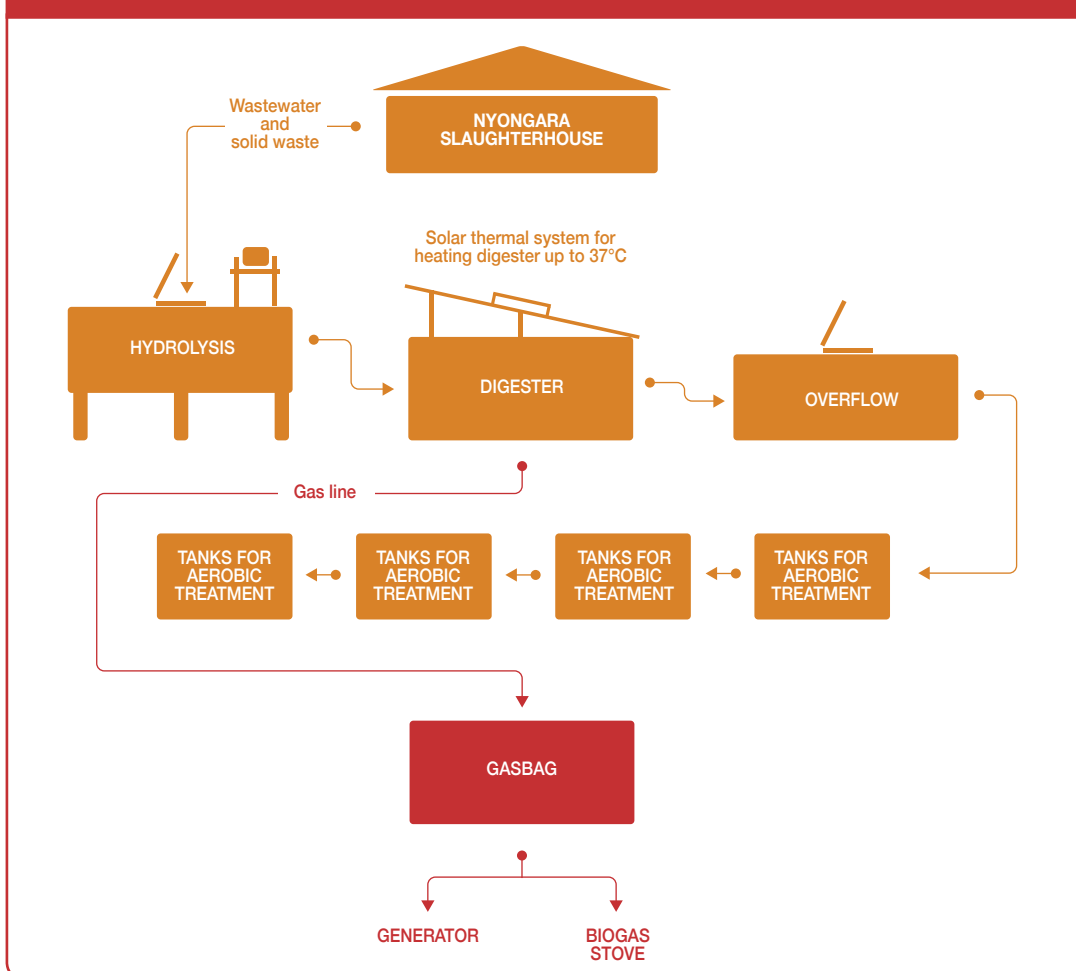 NYONGARA
SLAUGHTERHOUSE
Wastewater
and
solid waste
Solar thermal system for
heating digester up to 37°C
HYDROLYSIS
DIGESTER
OVERFLOW
Gas line
TANKS FOR
AEROBIC
TREATMENT
TANKS FOR
AEROBIC
TREATMENT
TANKS FOR
AEROBIC
TREATMENT
TANKS FOR
AEROBIC
TREATMENT
GASBAG
GENERATOR
BIOGAS
STOVE